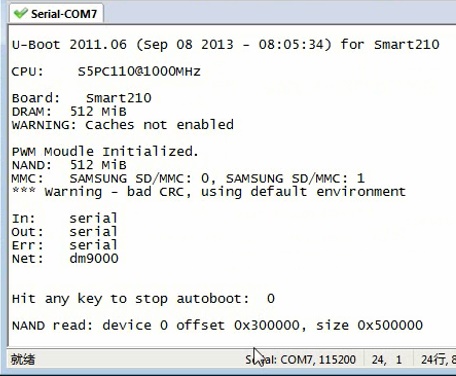 Serial-COM7
U-Boot 2011.06 (Sep 08 2013 - 08:05:34) for Smart210
CPU: S5PC110@1000MHz
Board: Smart210
DRAM: 512 MiB
WARNING: Caches not enabled
PWM Moudle Initialized.
NAND: 512 MiB
MMC: SAMSUNG SD/MMC: 0, SAMSUNG SD/MMC: 1
*** Warning - bad CRC, using default environment
In: serial
Out: serial
Err: serial
Net: dm9000
Hit any key to stop autoboot: 0
NAND read: device 0 offset 0x300000, size 0x500000
就绪 Serial: COM7, 115200 24, 1 24行, 8